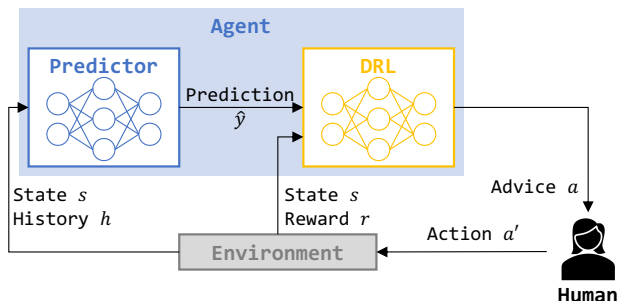 Agent
Predictor
DRL
Prediction
ŷ
State s
History h
State s
Reward r
Advice a
Environment
Action a′
Human